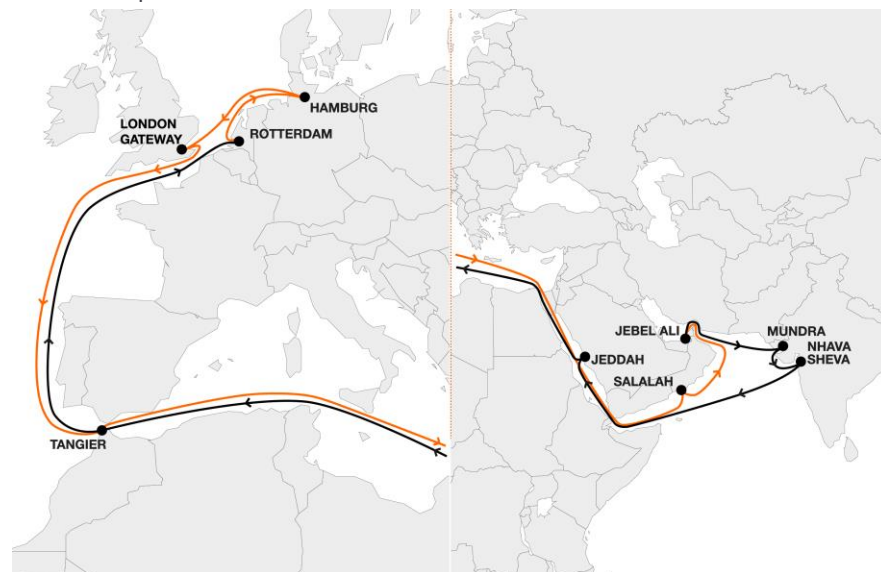 HAMBURG
LONDON
GATEWAY
ROTTERDAM
TANGIER
JEBEL ALI
MUNDRA
NHAVA
SHEVA
JEDDAH
SALALAH